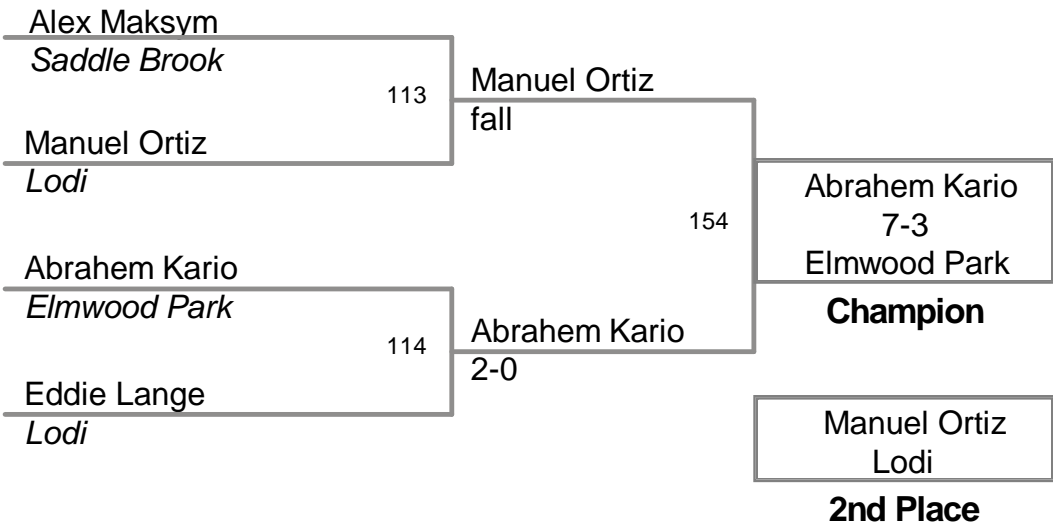 Alex Maksym
Saddle Brook
113
Manuel Ortiz
fall
Manuel Ortiz
Lodi
154
Abrahem Kario
7-3
Elmwood Park
Champion
Abrahem Kario
Elmwood Park
114
Abrahem Kario
2-0
Eddie Lange
Lodi
Manuel Ortiz
Lodi
2nd Place